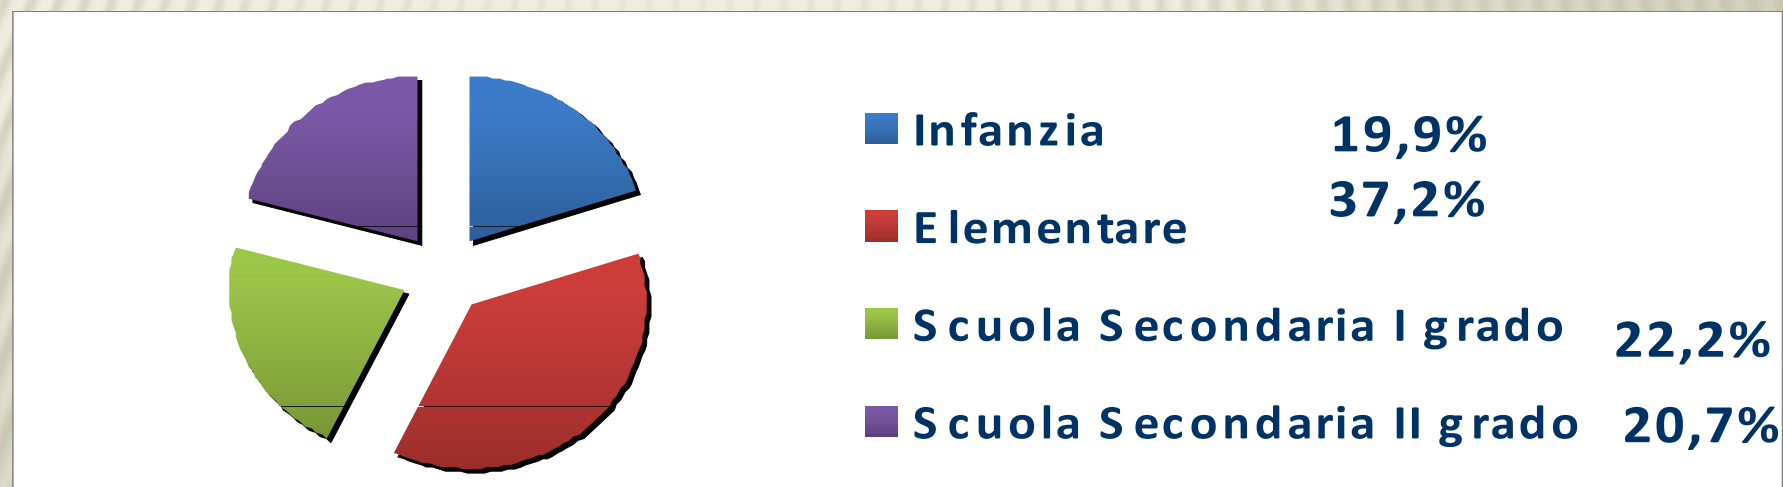 Infanzia 19,9%
Elementare 37,2%
Scuola Secondaria I grado 22,2%
Scuola Secondaria II grado 20,7%